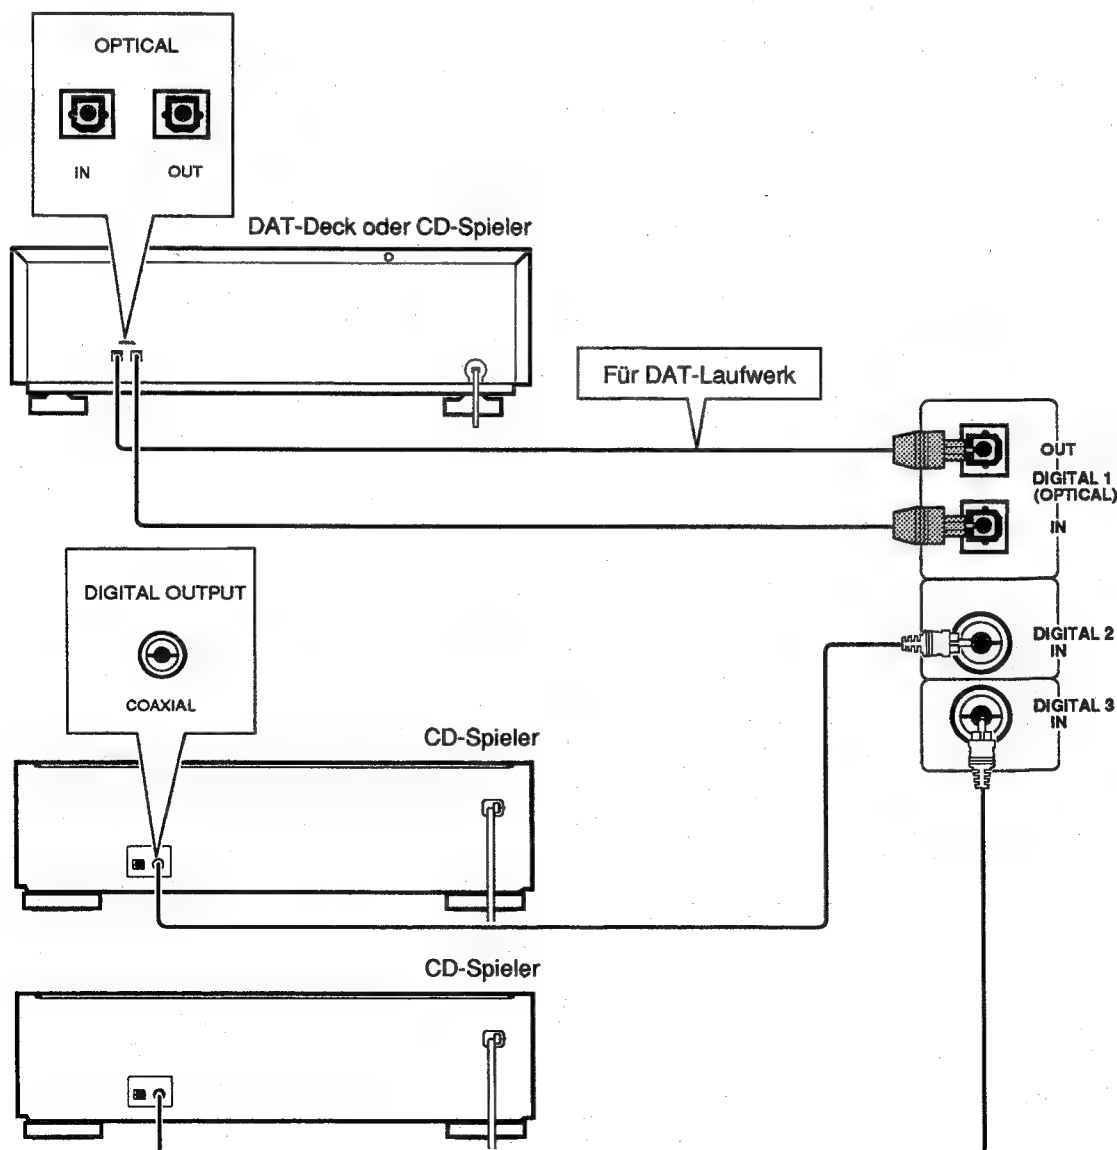 OPTICAL
IN
OUT
DAT-Deck oder CD-Spieler
Für DAT-Laufwerk
OUT
DIGITAL 1
(OPTICAL)
IN
DIGITAL OUTPUT
COAXIAL
DIGITAL 2
IN
DIGITAL 3
IN
CD-Spieler
CD-Spieler